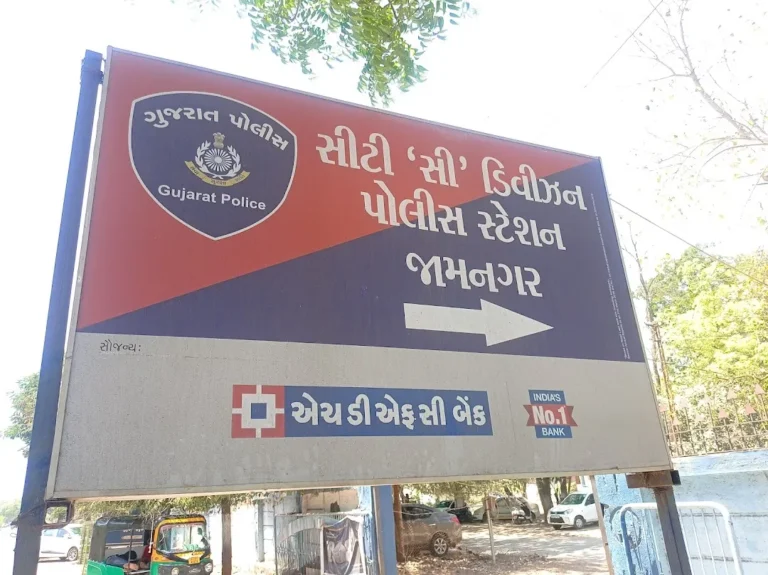 ગુજરાત પોલીસ
Gujarat Police
સીટી ‘સી’ ડિવીઝન
પોલીસ સ્ટેશન
જામનગર
સૌજન્ય:
એચ ડી એફ સી બેંક
INDIA'S
No.1
BANK